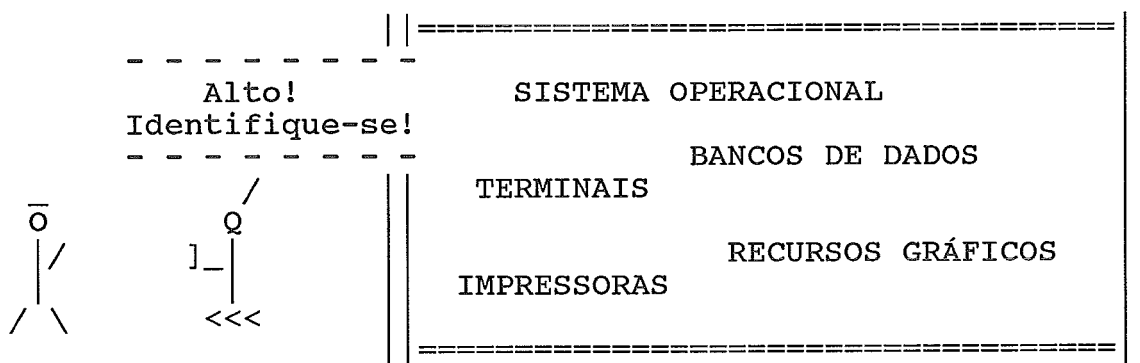 Alto!
SISTEMA OPERACIONAL
Identifique-se!
BANCOS DE DADOS
TERMINAIS
RECURSOS GRÁFICOS
IMPRESSORAS